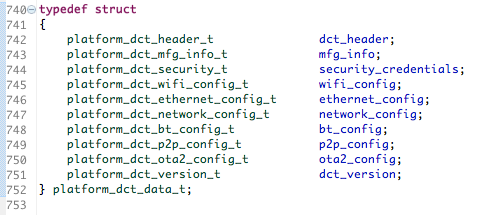 740 typedef struct
741 {
742 platform_dct_header_t dct_header;
743 platform_dct_mfg_info_t mfg_info;
744 platform_dct_security_t security_credentials;
745 platform_dct_wifi_config_t wifi_config;
746 platform_dct_ethernet_config_t ethernet_config;
747 platform_dct_network_config_t network_config;
748 platform_dct_bt_config_t bt_config;
749 platform_dct_p2p_config_t p2p_config;
750 platform_dct_ota2_config_t ota2_config;
751 platform_dct_version_t dct_version;
752 } platform_dct_data_t;
753